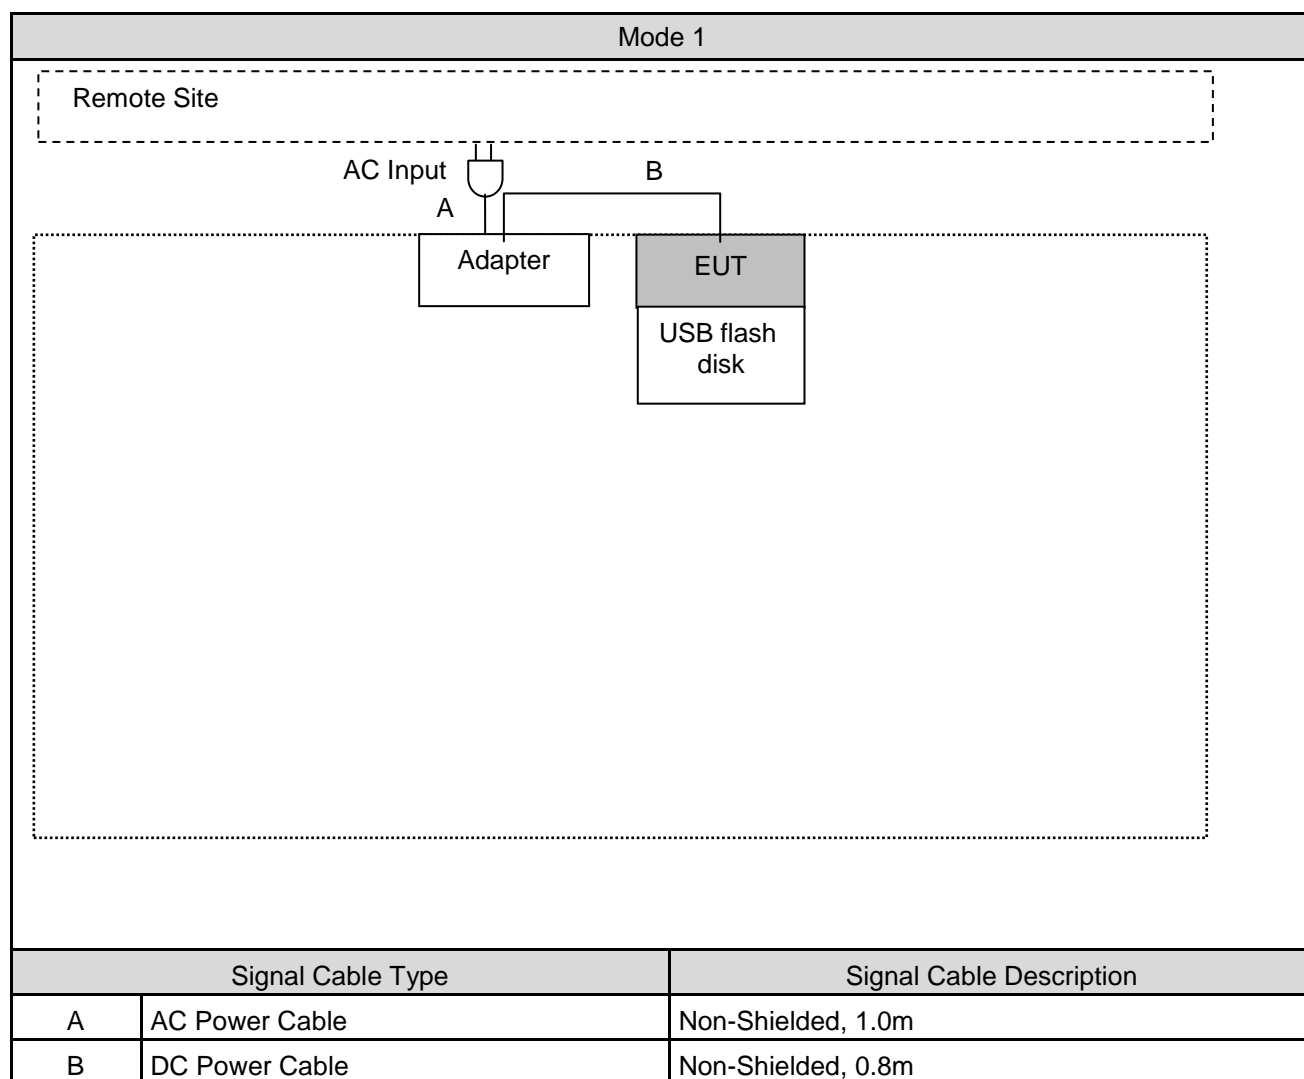 Mode 1
Remote Site
AC Input
B
A
Adapter
EUT
USB flash
disk
Signal Cable Type Signal Cable Description
A AC Power Cable Non-Shielded, 1.0m
B DC Power Cable Non-Shielded, 0.8m